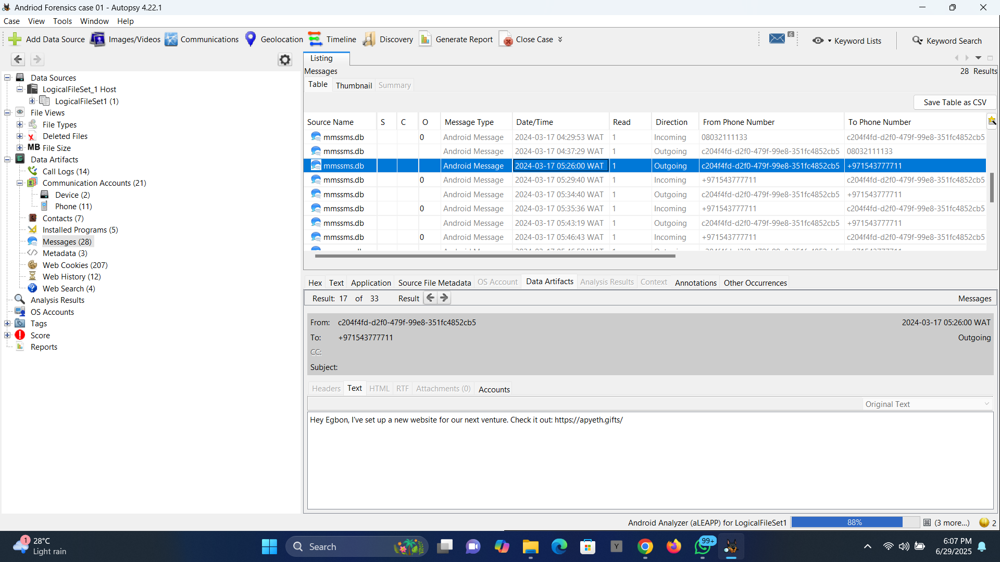 Andriod Forensics case 01 - Autopsy 4.22.1
Case View Tools Window Help
Add Data Source Images/Videos Communications Geolocation Timeline Discovery Generate Report Close Case 6 Keyword Lists Keyword Search
Listing
Messages 28 Results
Table Thumbnail Summary
Save Table as CSV
Data Sources
LogicalFileSet_1 Host
LogicalFileSet1 (1)
File Views
File Types
Deleted Files
MB File Size
Data Artifacts
Call Logs (14)
Communication Accounts (21)
Device (2)
Phone (11)
Contacts (7)
Installed Programs (5)
Messages (28)
Metadata (3)
Web Cookies (207)
Web History (12)
Web Search (4)
Analysis Results
OS Accounts
Tags
Score
Reports
Source Name S C O Message Type Date/Time Read Direction From Phone Number To Phone Number
mmssms.db 0 Android Message 2024-03-17 04:29:53 WAT 1 Incoming 08032111133 c204f4fd-d2f0-479f-99e8-351fc4852cb5
mmssms.db Android Message 2024-03-17 04:37:29 WAT 1 Outgoing c204f4fd-d2f0-479f-99e8-351fc4852cb5 08032111133
mmssms.db Android Message 2024-03-17 05:26:00 WAT 1 Outgoing c204f4fd-d2f0-479f-99e8-351fc4852cb5 +971543777711
mmssms.db 0 Android Message 2024-03-17 05:29:40 WAT 1 Incoming +971543777711 c204f4fd-d2f0-479f-99e8-351fc4852cb5
mmssms.db Android Message 2024-03-17 05:34:40 WAT 1 Outgoing c204f4fd-d2f0-479f-99e8-351fc4852cb5 +971543777711
mmssms.db 0 Android Message 2024-03-17 05:35:36 WAT 1 Incoming +971543777711 c204f4fd-d2f0-479f-99e8-351fc4852cb5
mmssms.db Android Message 2024-03-17 05:43:19 WAT 1 Outgoing c204f4fd-d2f0-479f-99e8-351fc4852cb5 +971543777711
mmssms.db 0 Android Message 2024-03-17 05:46:43 WAT 1 Incoming +971543777711 c204f4fd-d2f0-479f-99e8-351fc4852cb5
Hex Text Application Source File Metadata OS Account Data Artifacts Analysis Results Context Annotations Other Occurrences
Result: 17 of 33 Result Messages
From: c204f4fd-d2f0-479f-99e8-351fc4852cb5 2024-03-17 05:26:00 WAT
To: +971543777711 Outgoing
CC:
Subject:
Headers Text HTML RTF Attachments (0) Accounts
Original Text
Hey Egbon, I've set up a new website for our next venture. Check it out: https://apyeth.gifts/
Android Analyzer (aLEAPP) for LogicalFileSet1 88% (3 more...) 2
1 28°C
Light rain
Search
Y
99+
6:07 PM
6/29/2025